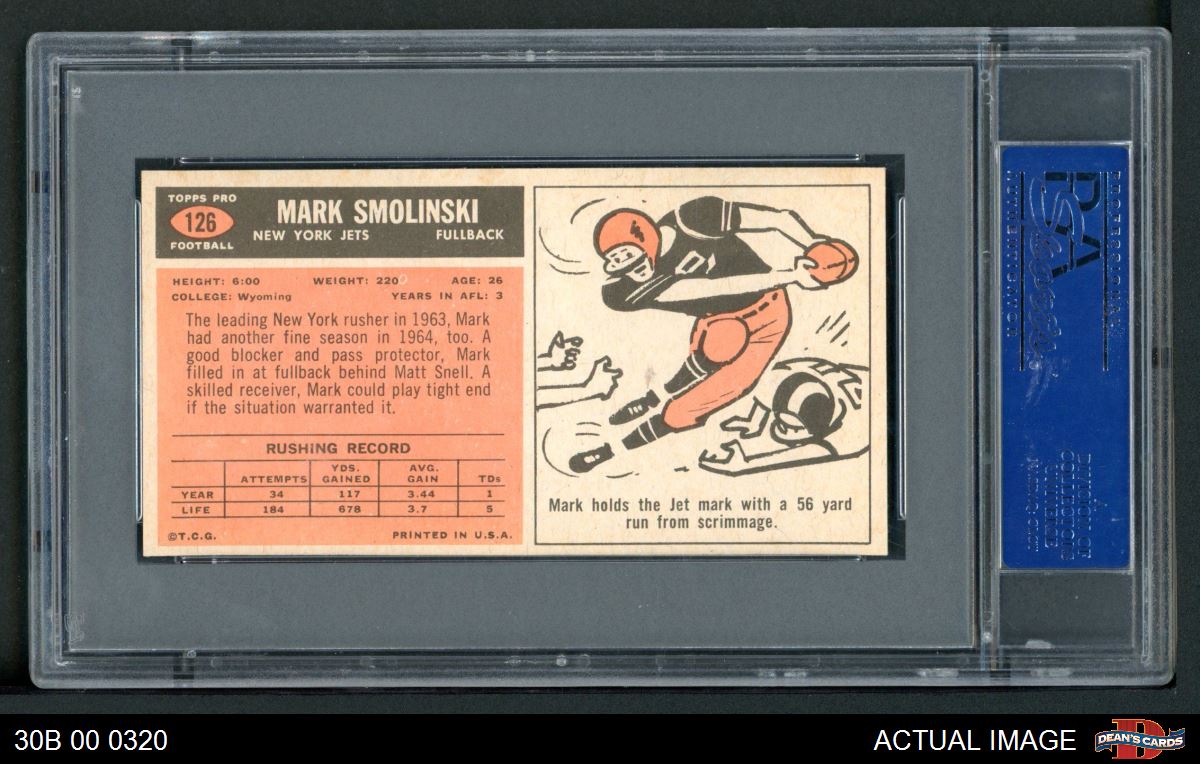 TOPPS PRO
126
FOOTBALL
MARK SMOLINSKI
NEW YORK JETS FULLBACK
HEIGHT: 6:00 WEIGHT: 220 AGE: 26
COLLEGE: Wyoming YEARS IN AFL: 3
The leading New York rusher in 1963, Mark
had another fine season in 1964, too. A
good blocker and pass protector, Mark
filled in at fullback behind Matt Snell. A
skilled receiver, Mark could play tight end
if the situation warranted it.
RUSHING RECORD
ATTEMPTS YDS. GAINED AVG. GAIN TDs
YEAR 34 117 3.44 1
LIFE 184 678 3.7 5
©T.C.G. PRINTED IN U.S.A.
Mark holds the Jet mark with a 56 yard
run from scrimmage.
PSA
30B 00 0320
ACTUAL IMAGE
DEAN'S CARDS